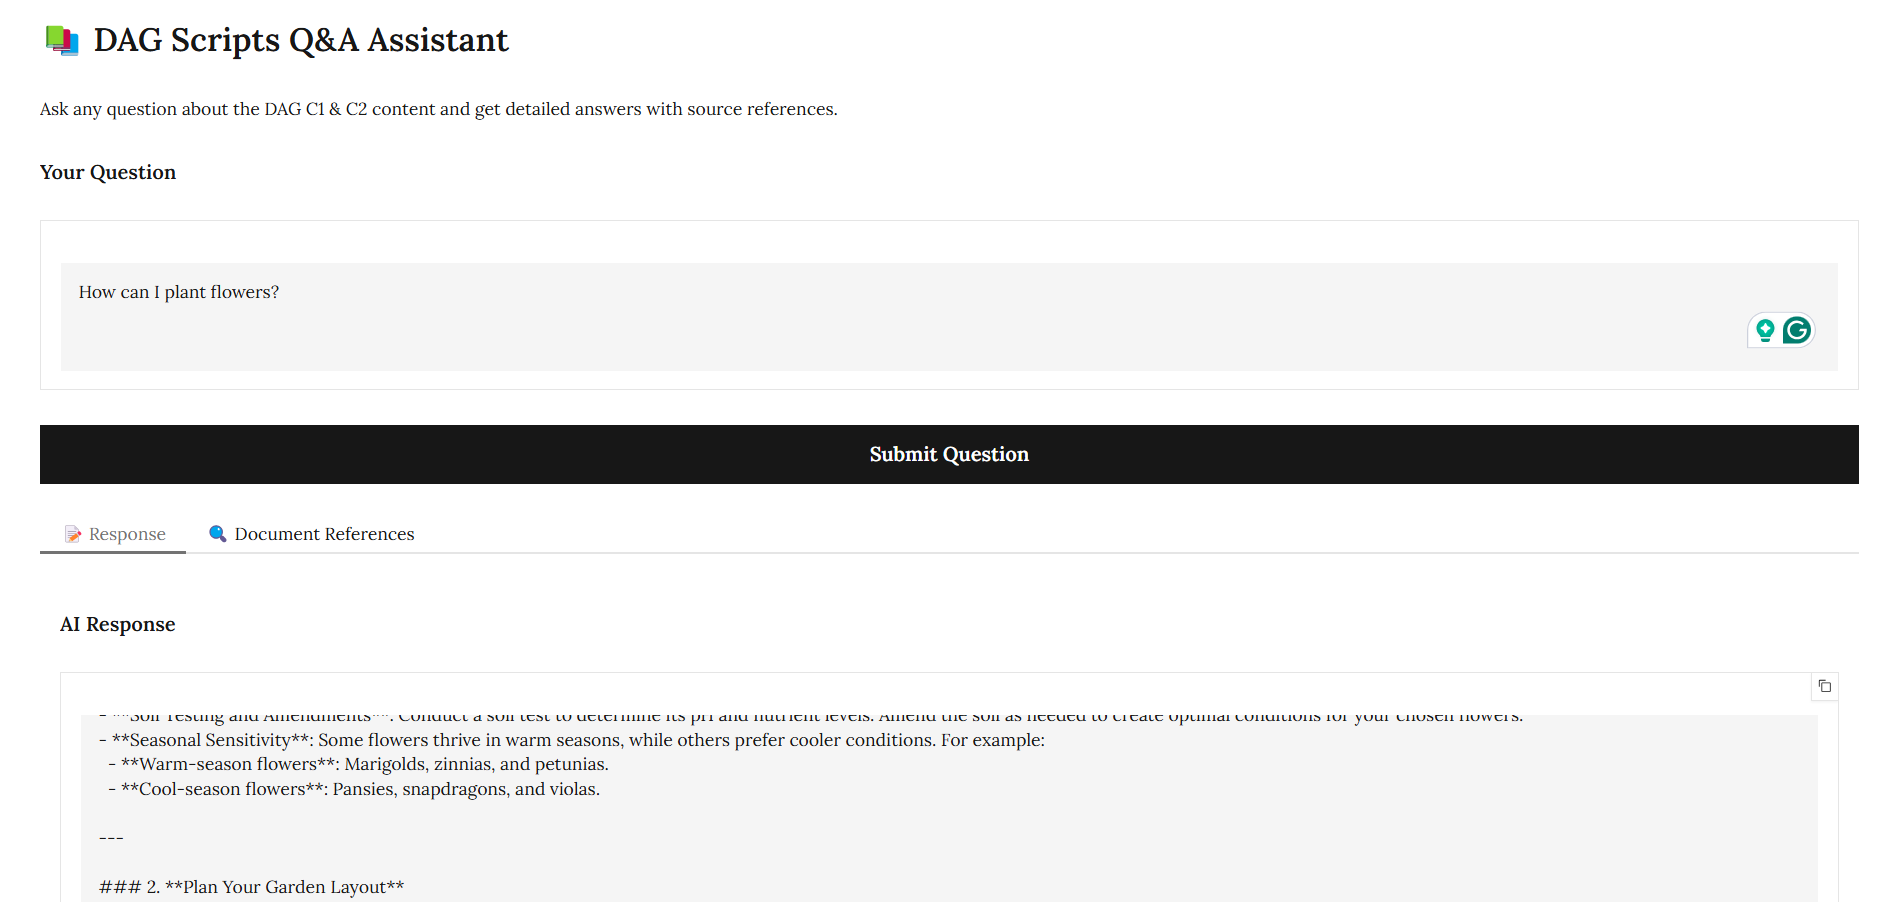 DAG Scripts Q&A Assistant
Ask any question about the DAG C1 & C2 content and get detailed answers with source references.
Your Question
How can I plant flowers?
Submit Question
Response
Document References
AI Response
- **Soil Testing and Amendments**: Conduct a soil test to determine its pH and nutrient levels. Amend the soil as needed to create optimal conditions for your chosen flowers.
- **Seasonal Sensitivity**: Some flowers thrive in warm seasons, while others prefer cooler conditions. For example:
- **Warm-season flowers**: Marigolds, zinnias, and petunias.
- **Cool-season flowers**: Pansies, snapdragons, and violas.
---
### 2. **Plan Your Garden Layout**